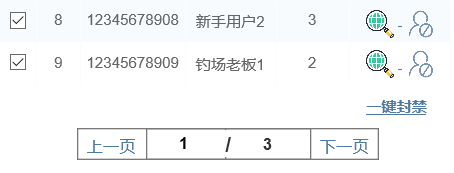 8 12345678908 新手用户2 3 -
9 12345678909 钓场老板1 2 -
一键封禁
上一页 1 / 3 下一页